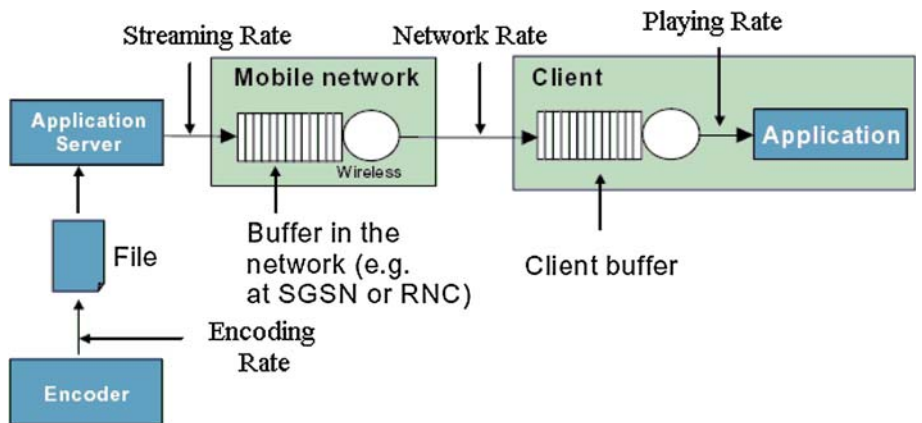 Streaming Rate
Network Rate
Playing Rate
Mobile network
Client
Application
Server
Wireless
Application
File
Buffer in the
network (e.g.
at SGSN or RNC)
Client buffer
Encoding
Rate
Encoder